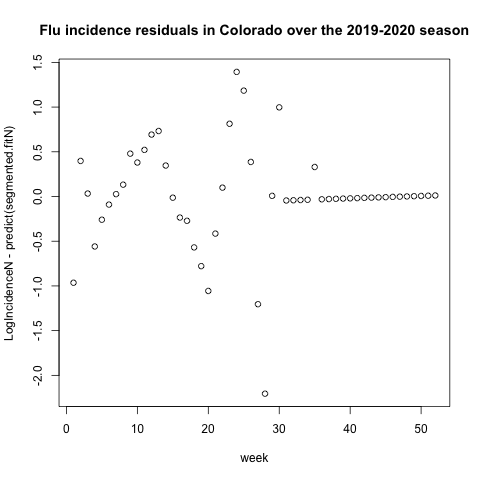 Flu incidence residuals in Colorado over the 2019-2020 season
LogIncidenceN - predict(segmented.fitN)
1.5
1.0
0.5
0.0
-0.5
-1.0
-1.5
-2.0
0 10 20 30 40 50
week